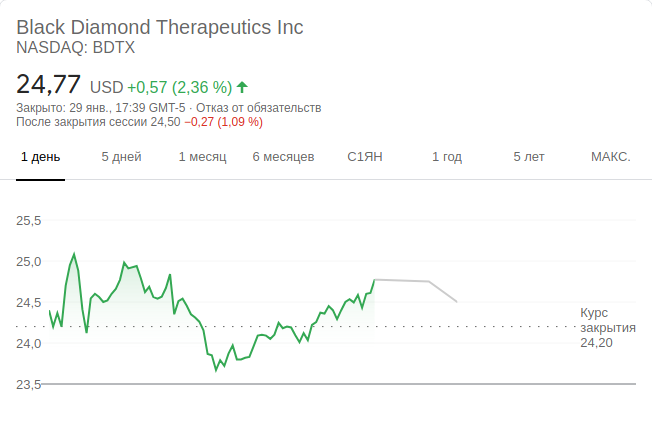 Black Diamond Therapeutics Inc
NASDAQ: BDTX
24,77 USD +0,57 (2,36 %)
Закрыто: 29 янв., 17:39 GMT-5 · Отказ от обязательств
После закрытия сессии 24,50 −0,27 (1,09 %)
1 день 5 дней 1 месяц 6 месяцев С1ЯН 1 год 5 лет МАКС.
25,5
25,0
24,5
24,0
23,5
Курс
закрытия
24,20